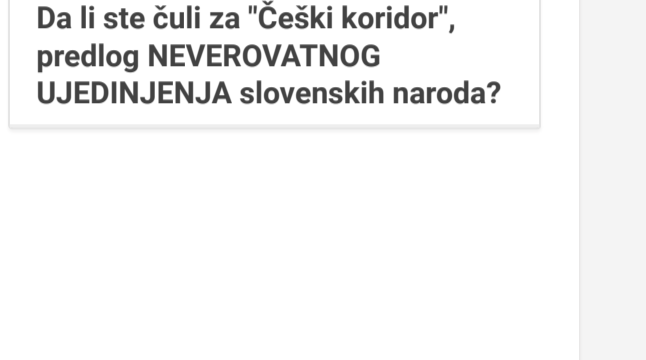 Da li ste čuli za "Češki koridor",
predlog NEVEROVATNOG
UJEDINJENJA slovenskih naroda?